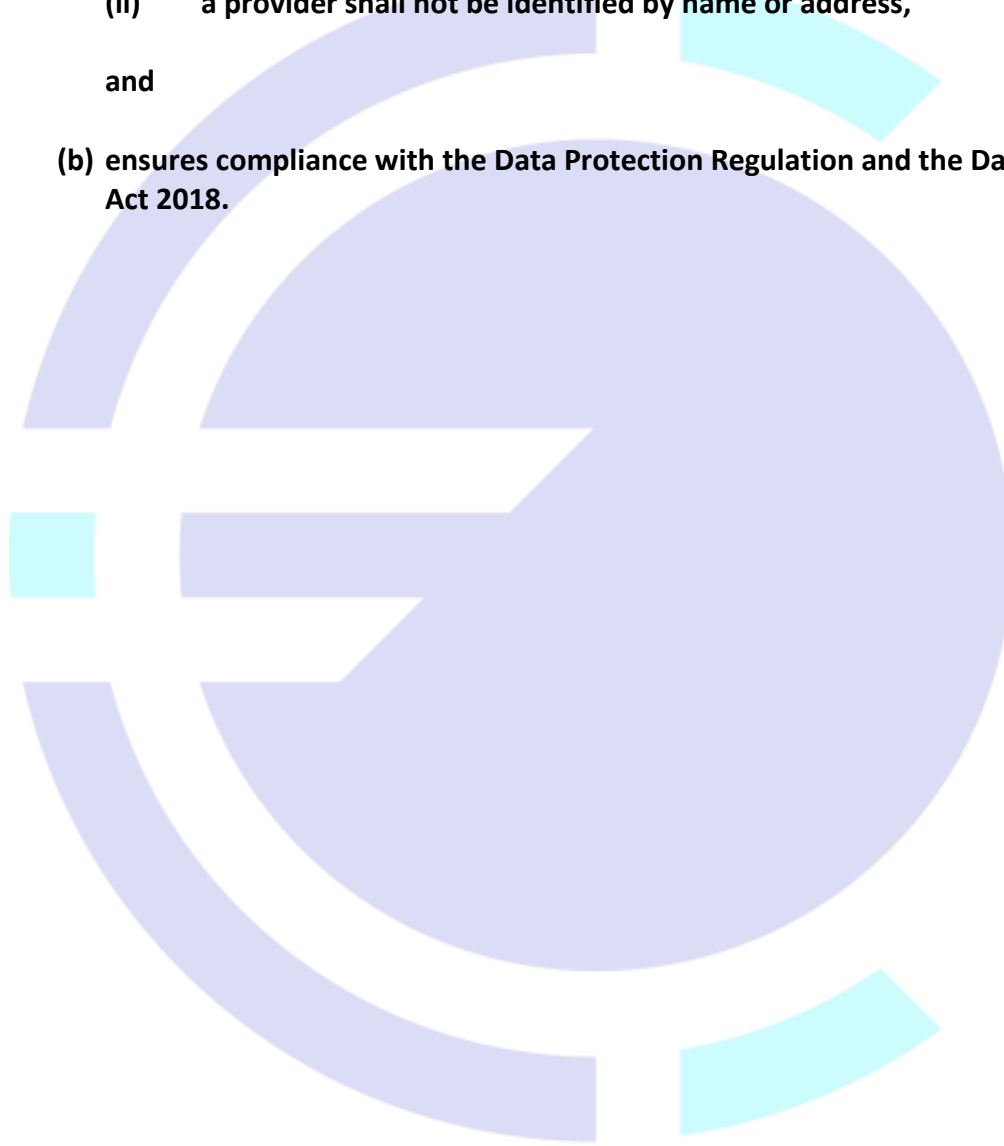 (ii) a provider shall not be identified by name or address,
and
(b) ensures compliance with the Data Protection Regulation and the Da
Act 2018.